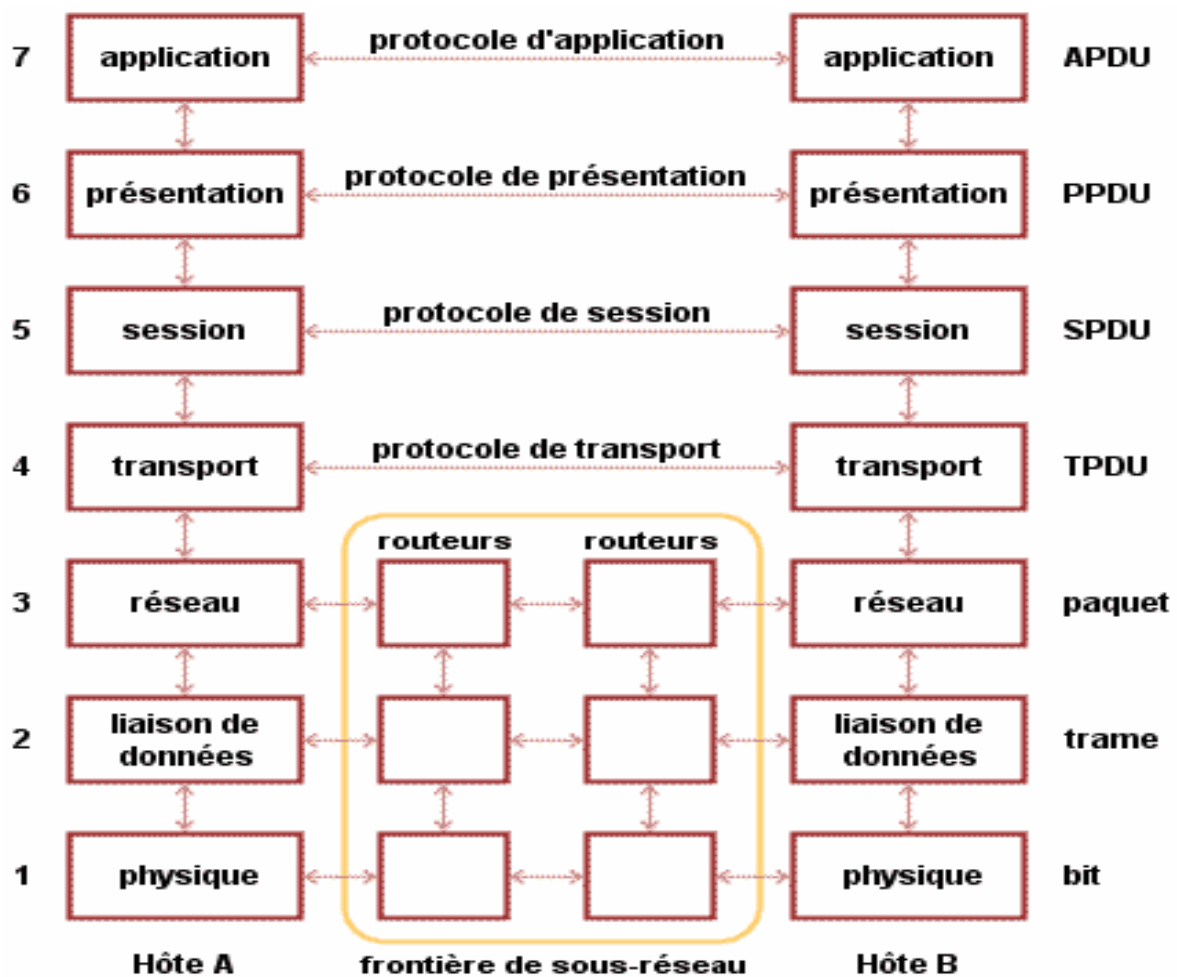 7 application protocole d'application application APDU
6 présentation protocole de présentation présentation PPDU
5 session protocole de session session SPDU
4 transport protocole de transport transport TPDU
routeurs routeurs
3 réseau réseau paquet
2 liaison de données liaison de données trame
1 physique physique bit
Hôte A frontière de sous-réseau Hôte B